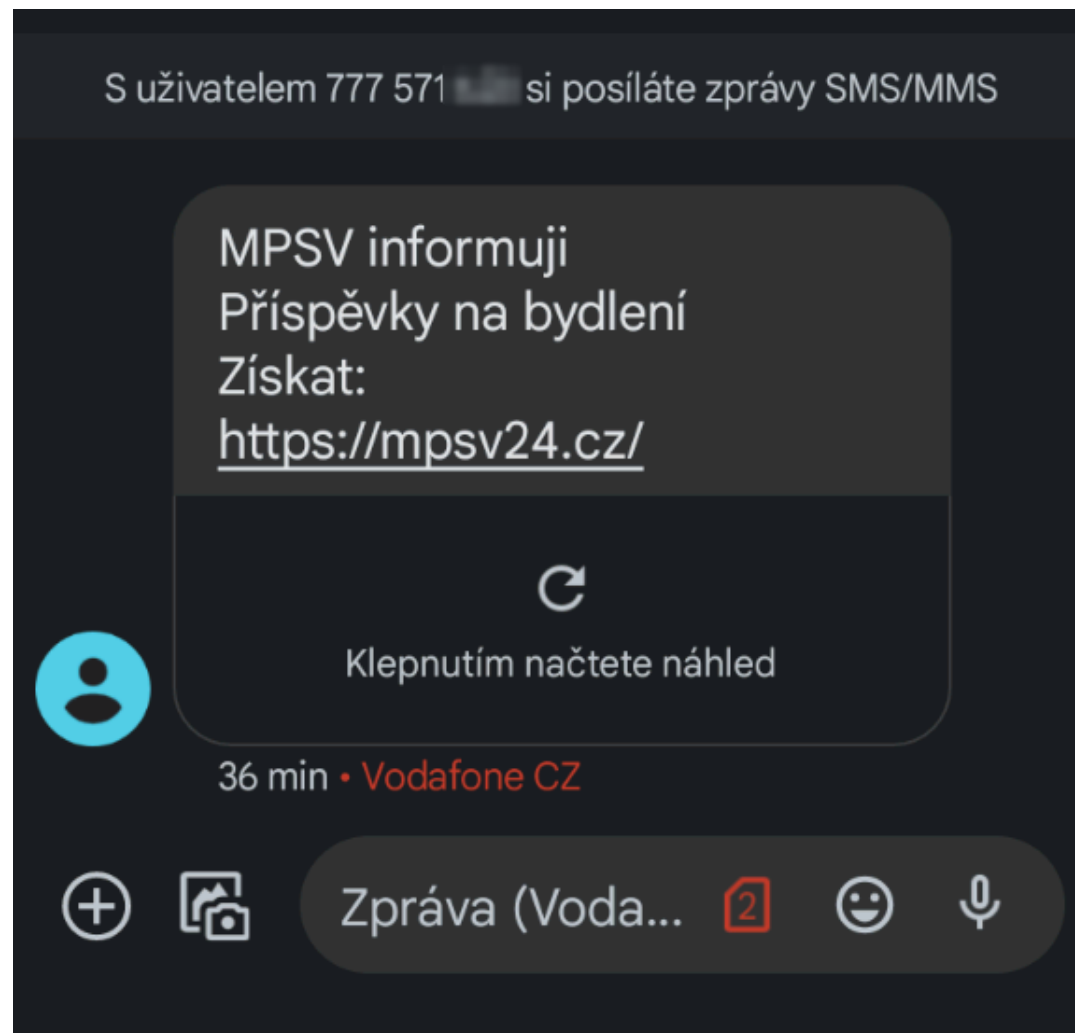 S uživatelem 777 571 si posíláte zprávy SMS/MMS
MPSV informuji
Příspěvky na bydlení
Získat:
https://mpsv24.cz/
Klepnutím načtete náhled
36 min • Vodafone CZ
Zpráva (Voda... 2